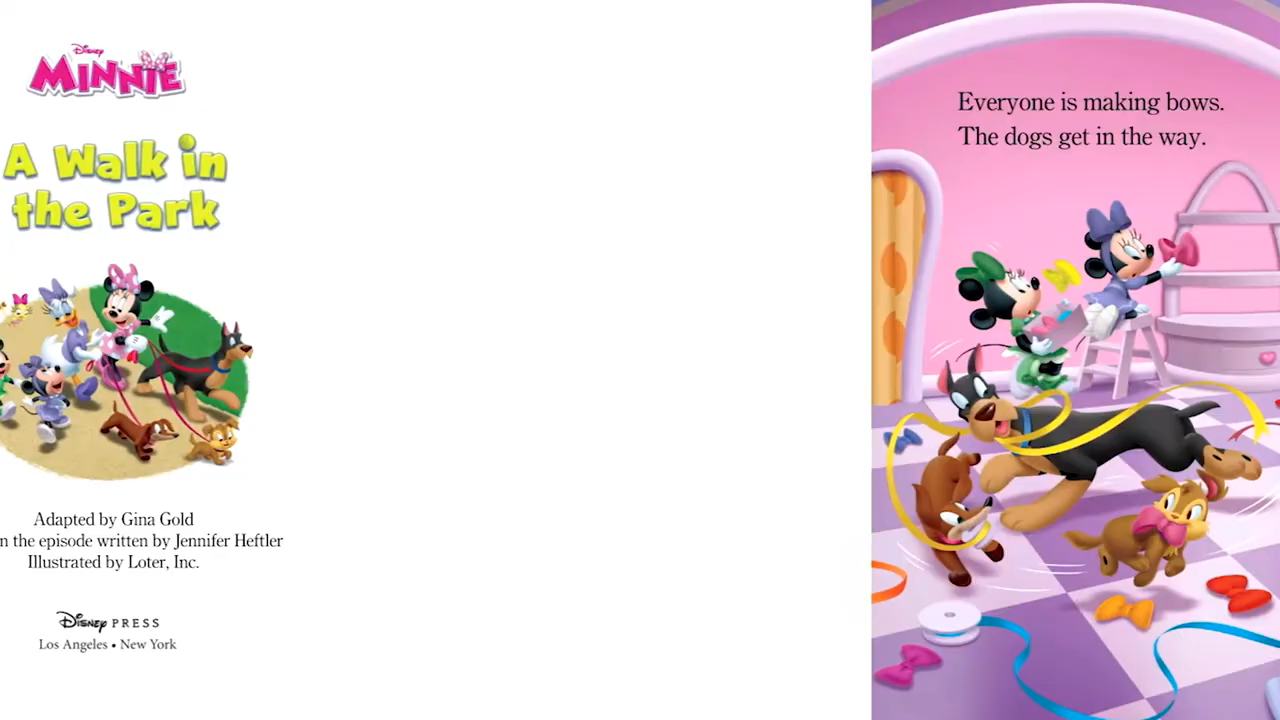 Disney
MINNIE
A Walk in
the Park
Adapted by Gina Gold
the episode written by Jennifer Heftler
Illustrated by Loter, Inc.
Disney PRESS
Los Angeles • New York
Everyone is making bows.
The dogs get in the way.